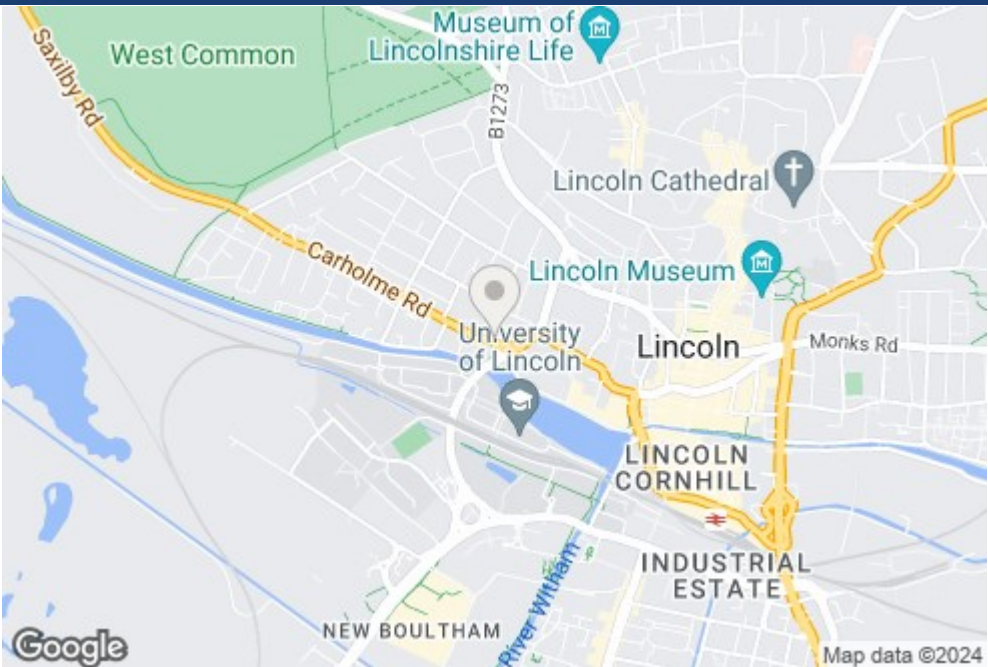 Museum of
Lincolnshire Life
West Common
Saxilby Rd
B1273
Lincoln Cathedral
Carholme Rd
Lincoln Museum
University
of Lincoln
Lincoln
Monks Rd
LINCOLN
CORNHILL
INDUSTRIAL
ESTATE
River Witham
NEW BOULTHAM
Google
Map data ©2024